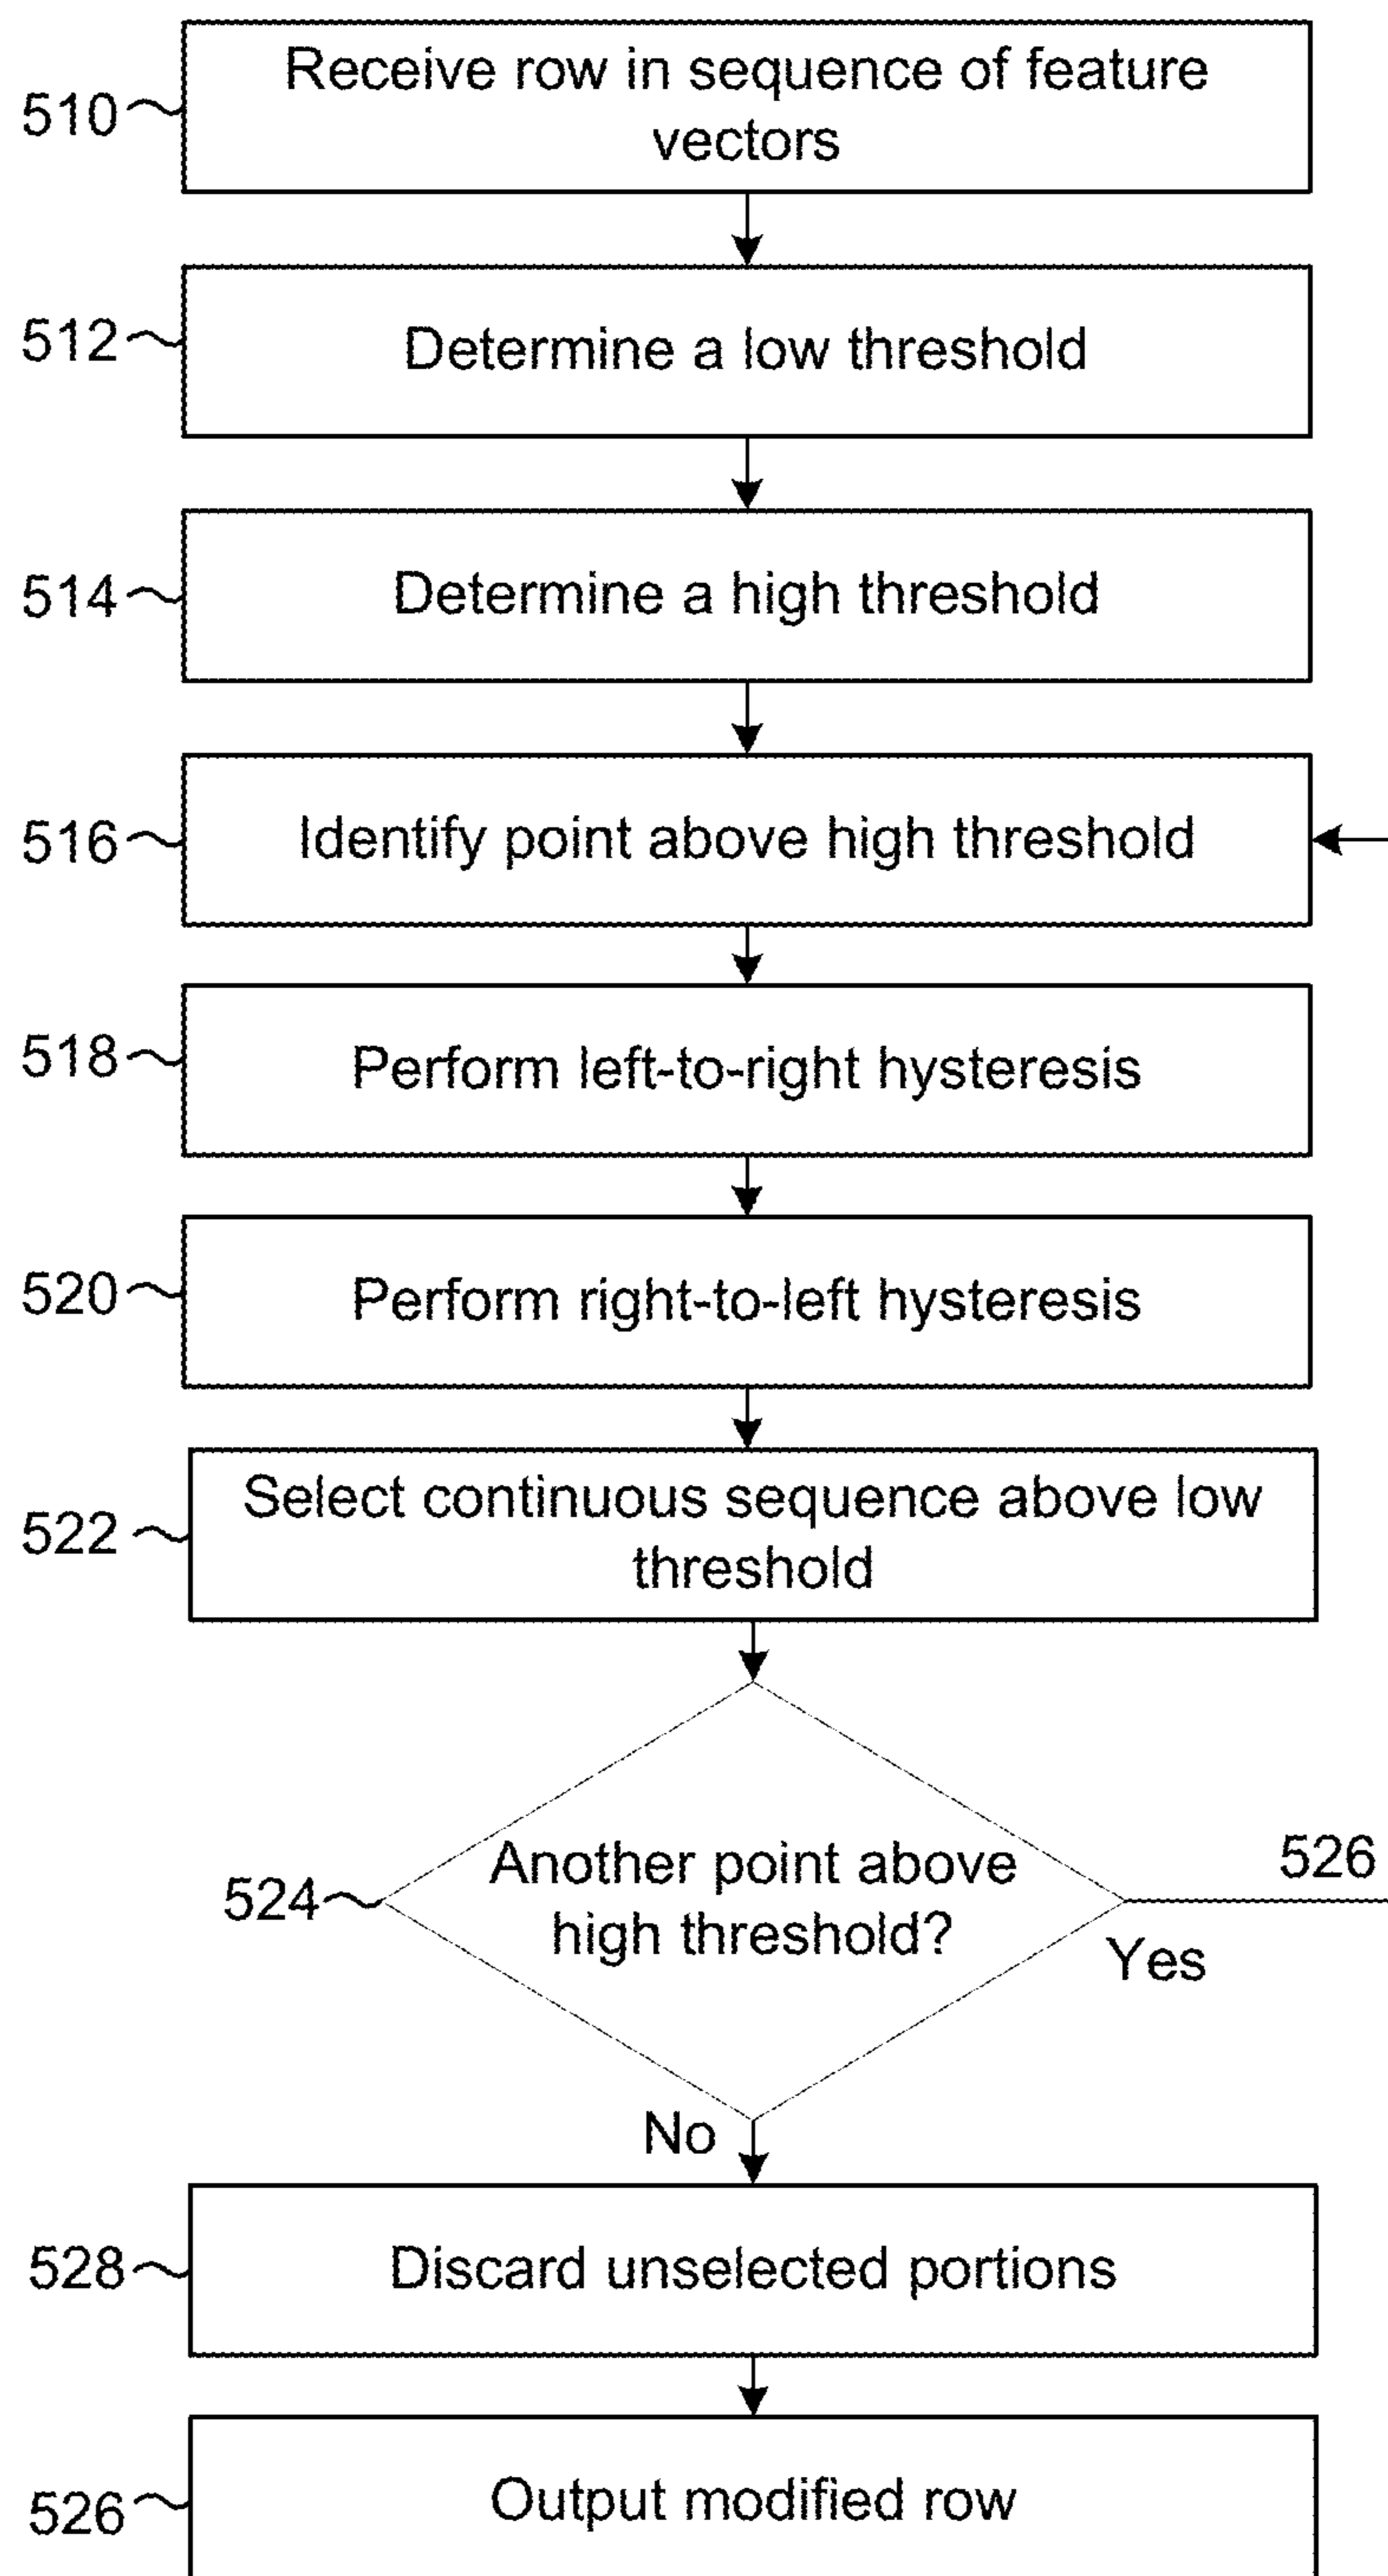 510
Receive row in sequence of feature
vectors
512
Determine a low threshold
514
Determine a high threshold
516
Identify point above high threshold
518
Perform left-to-right hysteresis
520
Perform right-to-left hysteresis
522
Select continuous sequence above low
threshold
524
Another point above
high threshold?
526
Yes
No
528
Discard unselected portions
526
Output modified row